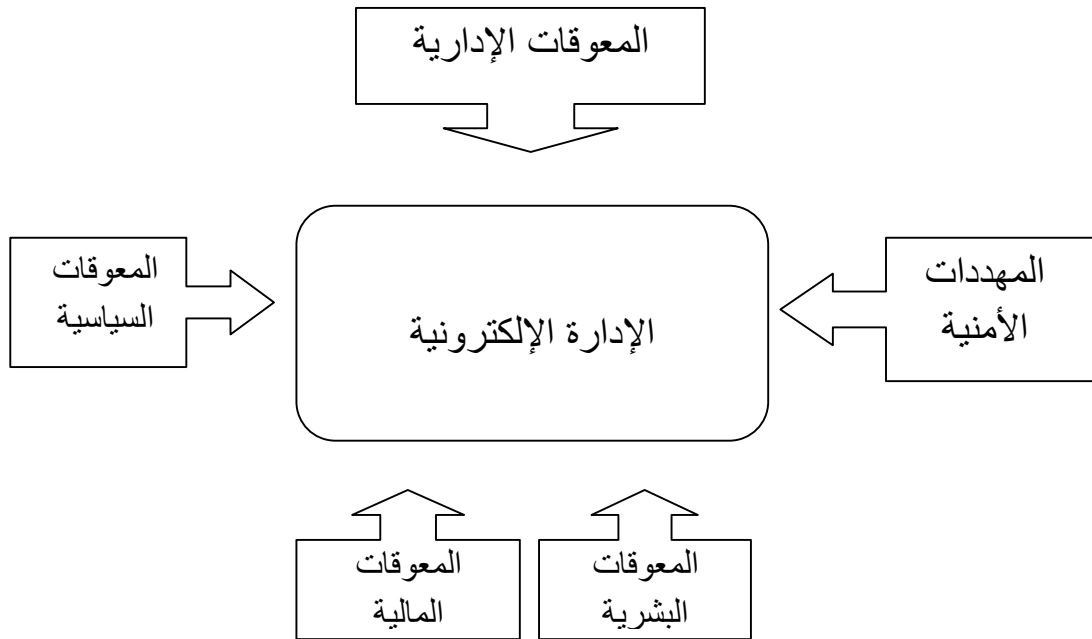 المعوقات الإدارية
المهددات
الأمنية
الإدارة الإلكترونية
المعوقات
السياسية
المعوقات
البشرية
المعوقات
المالية